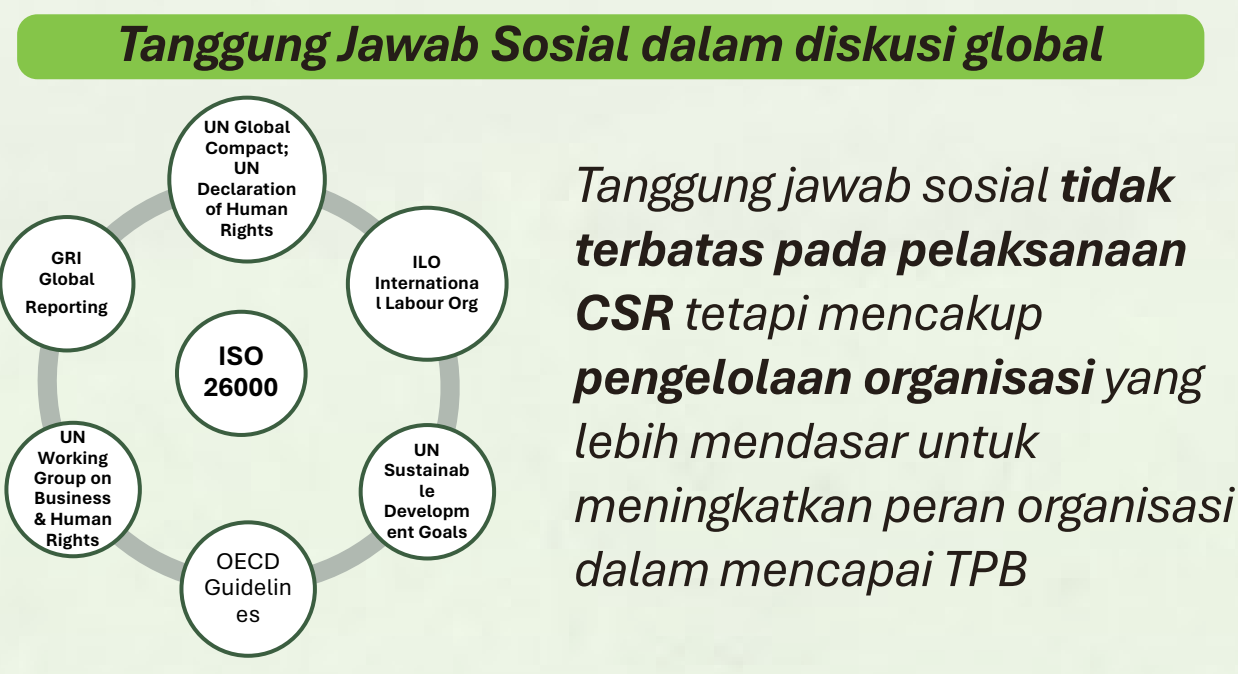 Tanggung Jawab Sosial dalam diskusi global
UN Global
Compact;
UN
Declaration
of Human
Rights
ILO
Internationa
l Labour Org
UN
Sustainab
le
Developm
ent Goals
OECD
Guidelin
es
UN
Working
Group on
Business
& Human
Rights
GRI
Global
Reporting
ISO
26000
Tanggung jawab sosial tidak
terbatas pada pelaksanaan
CSR tetapi mencakup
pengelolaan organisasi yang
lebih mendasar untuk
meningkatkan peran organisasi
dalam mencapai TPB